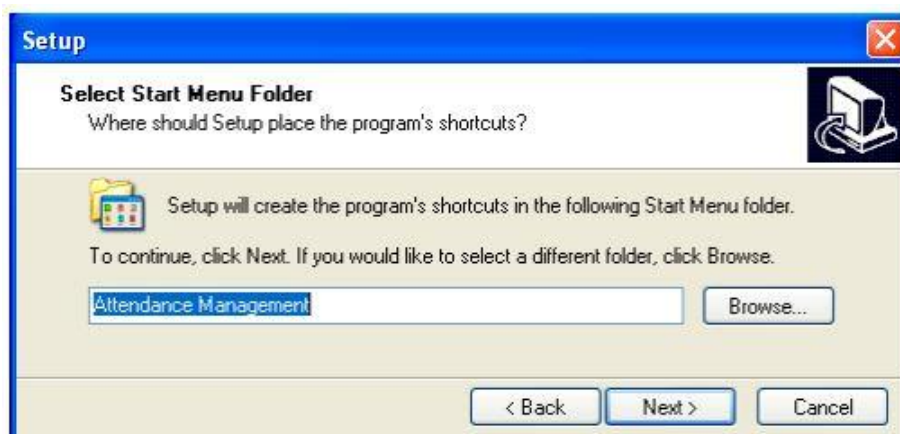 Setup
Select Start Menu Folder
Where should Setup place the program's shortcuts?
Setup will create the program's shortcuts in the following Start Menu folder.
To continue, click Next. If you would like to select a different folder, click Browse.
Attendance Management
Browse...
< Back
Next >
Cancel